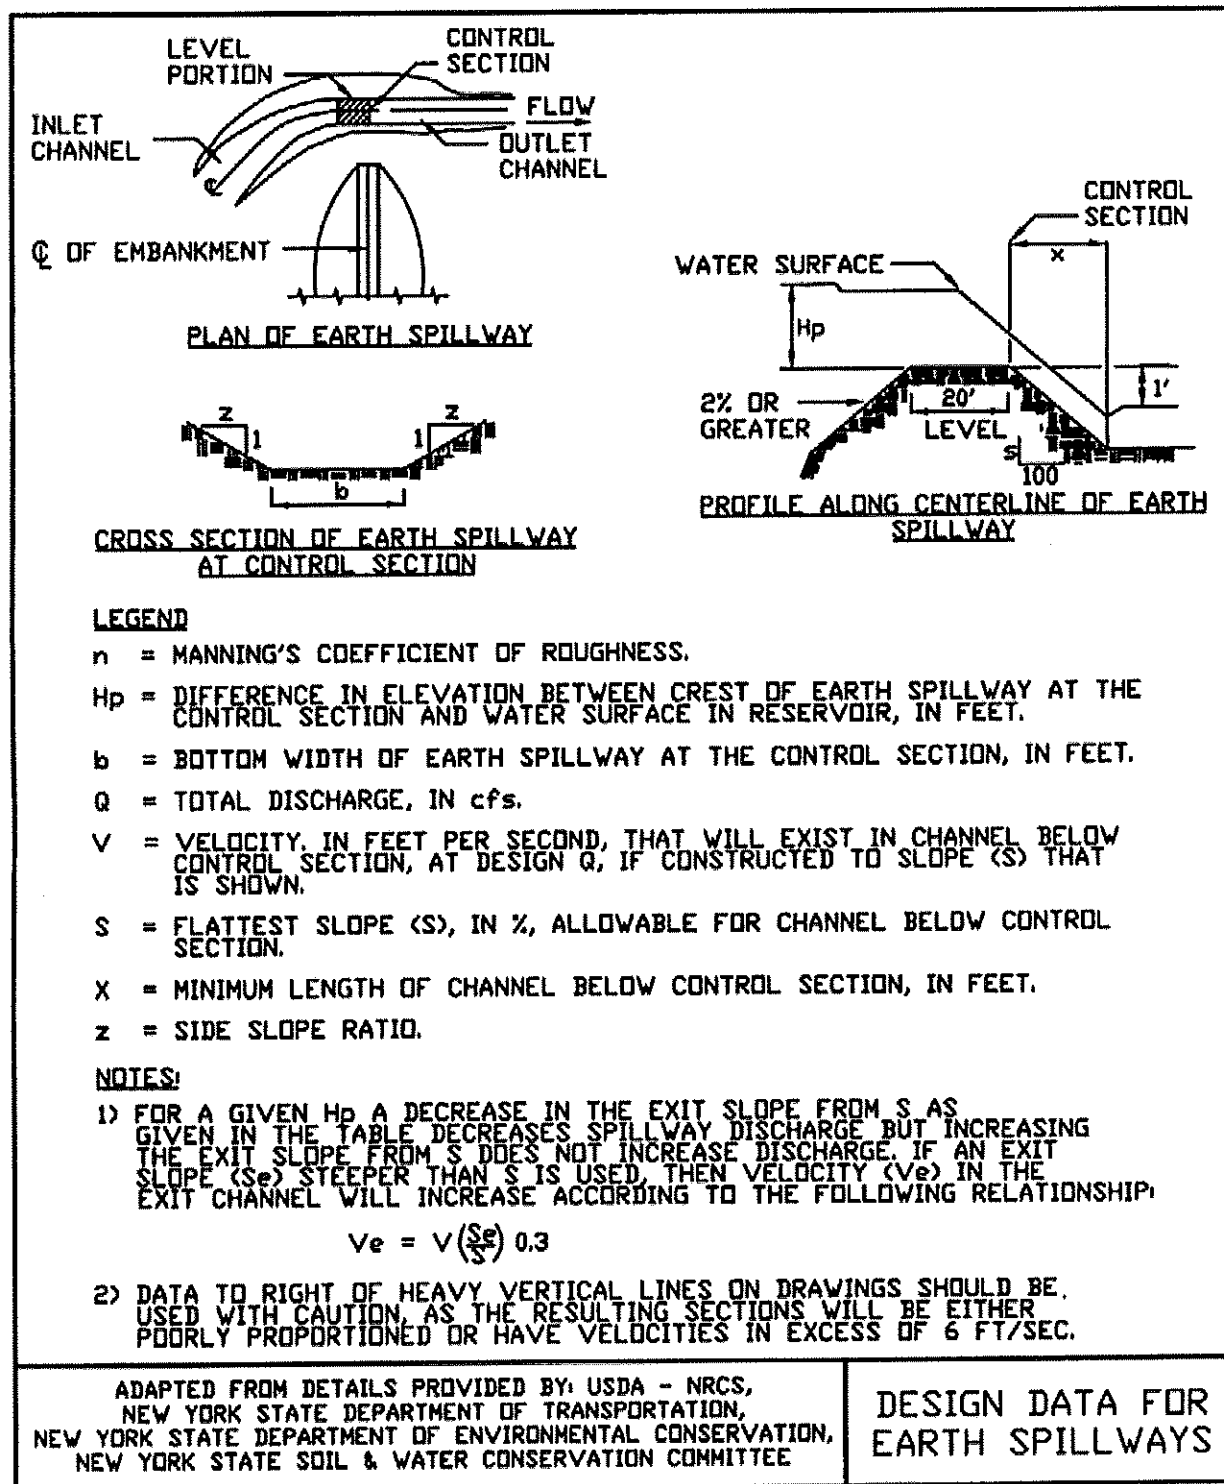 LEVEL
PORTION
CONTROL
SECTION
FLOW
INLET
CHANNEL
OUTLET
CHANNEL
℄
℄ OF EMBANKMENT
PLAN OF EARTH SPILLWAY
CONTROL
SECTION
x
WATER SURFACE
Hp
1'
2% OR
GREATER
20'
LEVEL
s
100
PROFILE ALONG CENTERLINE OF EARTH
SPILLWAY
z
1
z
1
b
CROSS SECTION OF EARTH SPILLWAY
AT CONTROL SECTION
LEGEND
n = MANNING'S COEFFICIENT OF ROUGHNESS.
Hp = DIFFERENCE IN ELEVATION BETWEEN CREST OF EARTH SPILLWAY AT THE
CONTROL SECTION AND WATER SURFACE IN RESERVOIR, IN FEET.
b = BOTTOM WIDTH OF EARTH SPILLWAY AT THE CONTROL SECTION, IN FEET.
Q = TOTAL DISCHARGE, IN cfs.
V = VELOCITY. IN FEET PER SECOND, THAT WILL EXIST IN CHANNEL BELOW
CONTROL SECTION, AT DESIGN Q, IF CONSTRUCTED TO SLOPE (S) THAT
IS SHOWN.
S = FLATTEST SLOPE (S), IN %, ALLOWABLE FOR CHANNEL BELOW CONTROL
SECTION.
X = MINIMUM LENGTH OF CHANNEL BELOW CONTROL SECTION, IN FEET.
z = SIDE SLOPE RATIO.
NOTES:
1) FOR A GIVEN Hp A DECREASE IN THE EXIT SLOPE FROM S AS
GIVEN IN THE TABLE DECREASES SPILLWAY DISCHARGE BUT INCREASING
THE EXIT SLOPE FROM S DOES NOT INCREASE DISCHARGE. IF AN EXIT
SLOPE (Se) STEEPER THAN S IS USED, THEN VELOCITY (Ve) IN THE
EXIT CHANNEL WILL INCREASE ACCORDING TO THE FOLLOWING RELATIONSHIP:
Ve = V(Se/S) 0.3
2) DATA TO RIGHT OF HEAVY VERTICAL LINES ON DRAWINGS SHOULD BE.
USED WITH CAUTION, AS THE RESULTING SECTIONS WILL BE EITHER
POORLY PROPORTIONED OR HAVE VELOCITIES IN EXCESS OF 6 FT/SEC.
ADAPTED FROM DETAILS PROVIDED BY: USDA - NRCS,
NEW YORK STATE DEPARTMENT OF TRANSPORTATION,
NEW YORK STATE DEPARTMENT OF ENVIRONMENTAL CONSERVATION,
NEW YORK STATE SOIL & WATER CONSERVATION COMMITTEE
DESIGN DATA FOR
EARTH SPILLWAYS